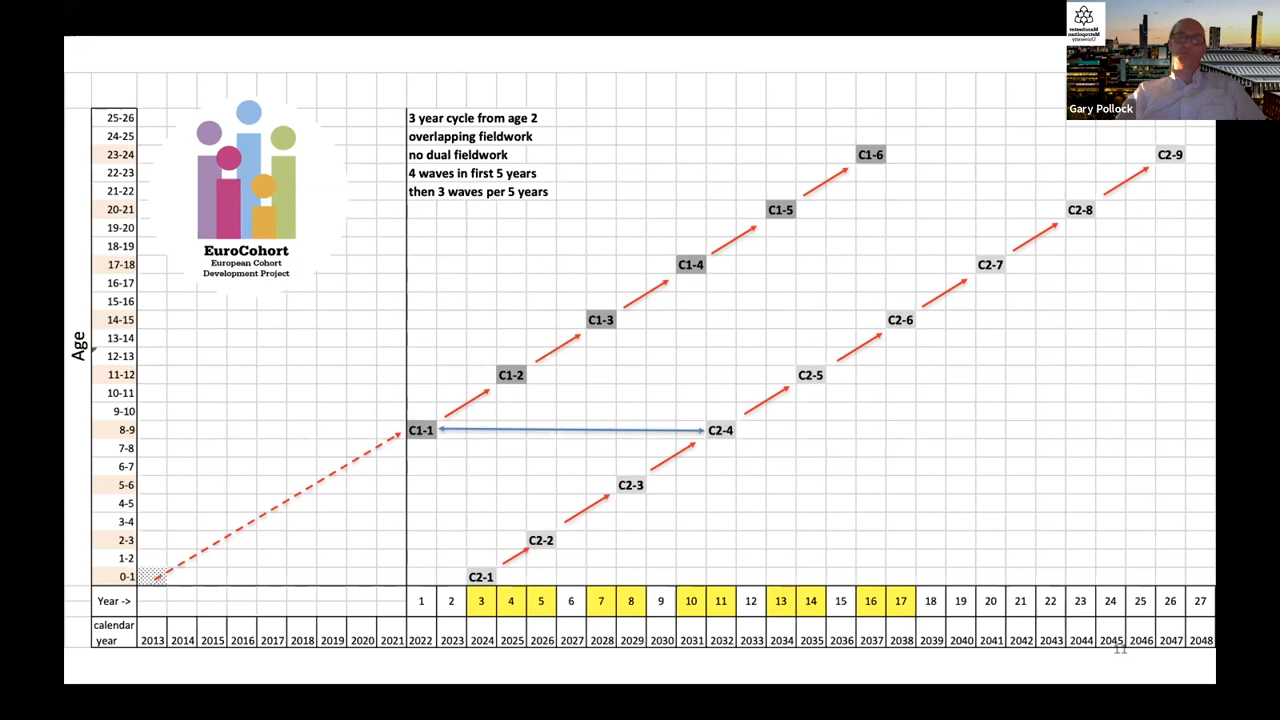 Manchester
Metropolitan
University
Gary Pollock
25-26
24-25
23-24
22-23
21-22
20-21
19-20
18-19
17-18
16-17
15-16
14-15
13-14
12-13
11-12
10-11
9-10
8-9
7-8
6-7
5-6
4-5
3-4
2-3
1-2
0-1
Age
EuroCohort
European Cohort
Development Project
3 year cycle from age 2
overlapping fieldwork
no dual fieldwork
4 waves in first 5 years
then 3 waves per 5 years
C1-6
C2-9
C1-5
C2-8
C1-4
C2-7
C1-3
C2-6
C1-2
C2-5
C1-1
C2-4
C2-3
C2-2
C2-1
Year -> 1 2 3 4 5 6 7 8 9 10 11 12 13 14 15 16 17 18 19 20 21 22 23 24 25 26 27
calendar
year 2013 2014 2015 2016 2017 2018 2019 2020 2021 2022 2023 2024 2025 2026 2027 2028 2029 2030 2031 2032 2033 2034 2035 2036 2037 2038 2039 2040 2041 2042 2043 2044 2045 2046 2047 2048
11